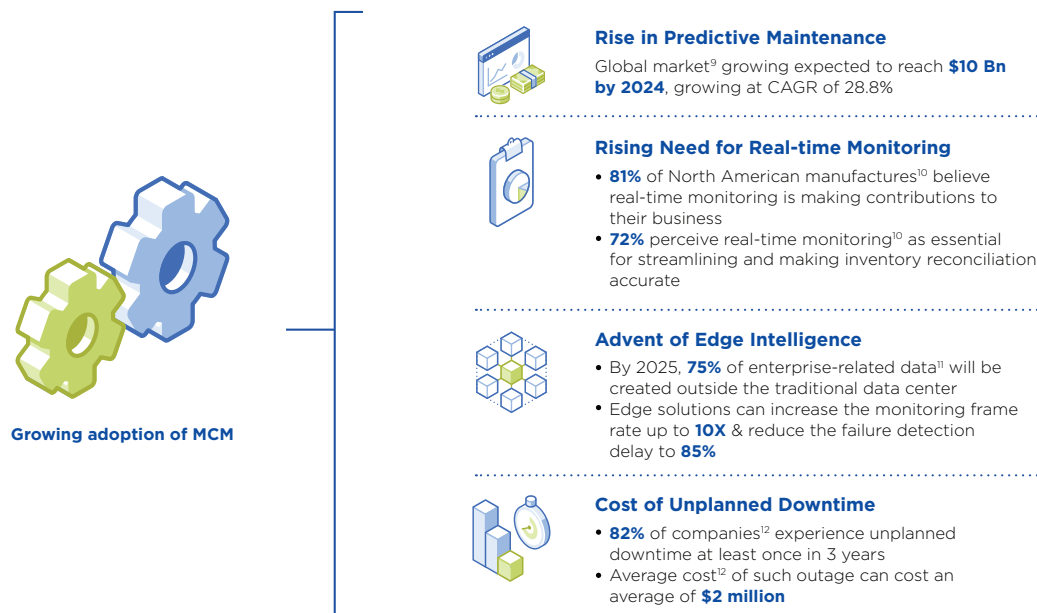 Growing adoption of MCM
Rise in Predictive Maintenance
Global market⁹ growing expected to reach $10 Bn
by 2024, growing at CAGR of 28.8%
Rising Need for Real-time Monitoring
• 81% of North American manufactures¹⁰ believe
real-time monitoring is making contributions to
their business
• 72% perceive real-time monitoring¹⁰ as essential
for streamlining and making inventory reconciliation
accurate
Advent of Edge Intelligence
• By 2025, 75% of enterprise-related data¹¹ will be
created outside the traditional data center
• Edge solutions can increase the monitoring frame
rate up to 10X & reduce the failure detection
delay to 85%
Cost of Unplanned Downtime
• 82% of companies¹² experience unplanned
downtime at least once in 3 years
• Average cost¹² of such outage can cost an
average of $2 million